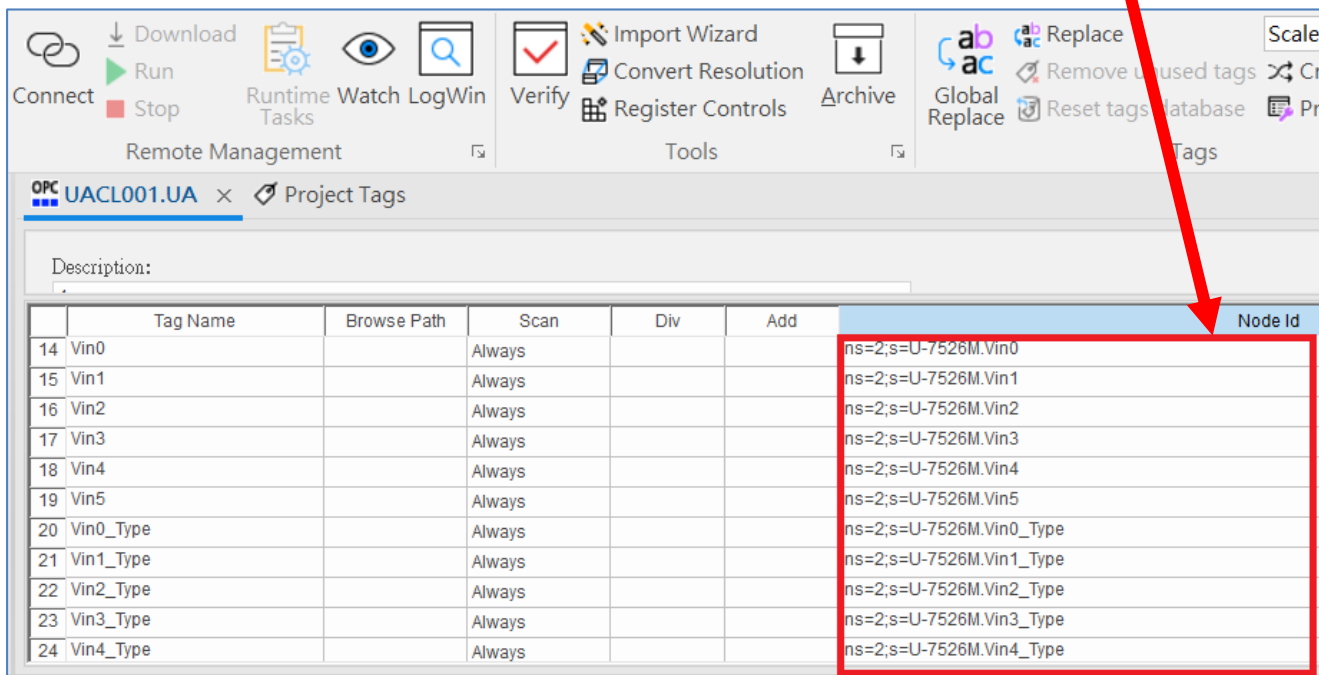 Connect
Download
Run
Stop
Runtime Tasks
Watch
LogWin
Remote Management
Verify
Import Wizard
Convert Resolution
Register Controls
Archive
Tools
ab
ac
Global Replace
ab
ac
Replace
Remove unused tags
Reset tags database
Scale
Cr
Pr
Tags
OPC UACL001.UA
Project Tags
Description:
Tag Name Browse Path Scan Div Add Node Id
14 Vin0 Always ns=2;s=U-7526M.Vin0
15 Vin1 Always ns=2;s=U-7526M.Vin1
16 Vin2 Always ns=2;s=U-7526M.Vin2
17 Vin3 Always ns=2;s=U-7526M.Vin3
18 Vin4 Always ns=2;s=U-7526M.Vin4
19 Vin5 Always ns=2;s=U-7526M.Vin5
20 Vin0_Type Always ns=2;s=U-7526M.Vin0_Type
21 Vin1_Type Always ns=2;s=U-7526M.Vin1_Type
22 Vin2_Type Always ns=2;s=U-7526M.Vin2_Type
23 Vin3_Type Always ns=2;s=U-7526M.Vin3_Type
24 Vin4_Type Always ns=2;s=U-7526M.Vin4_Type